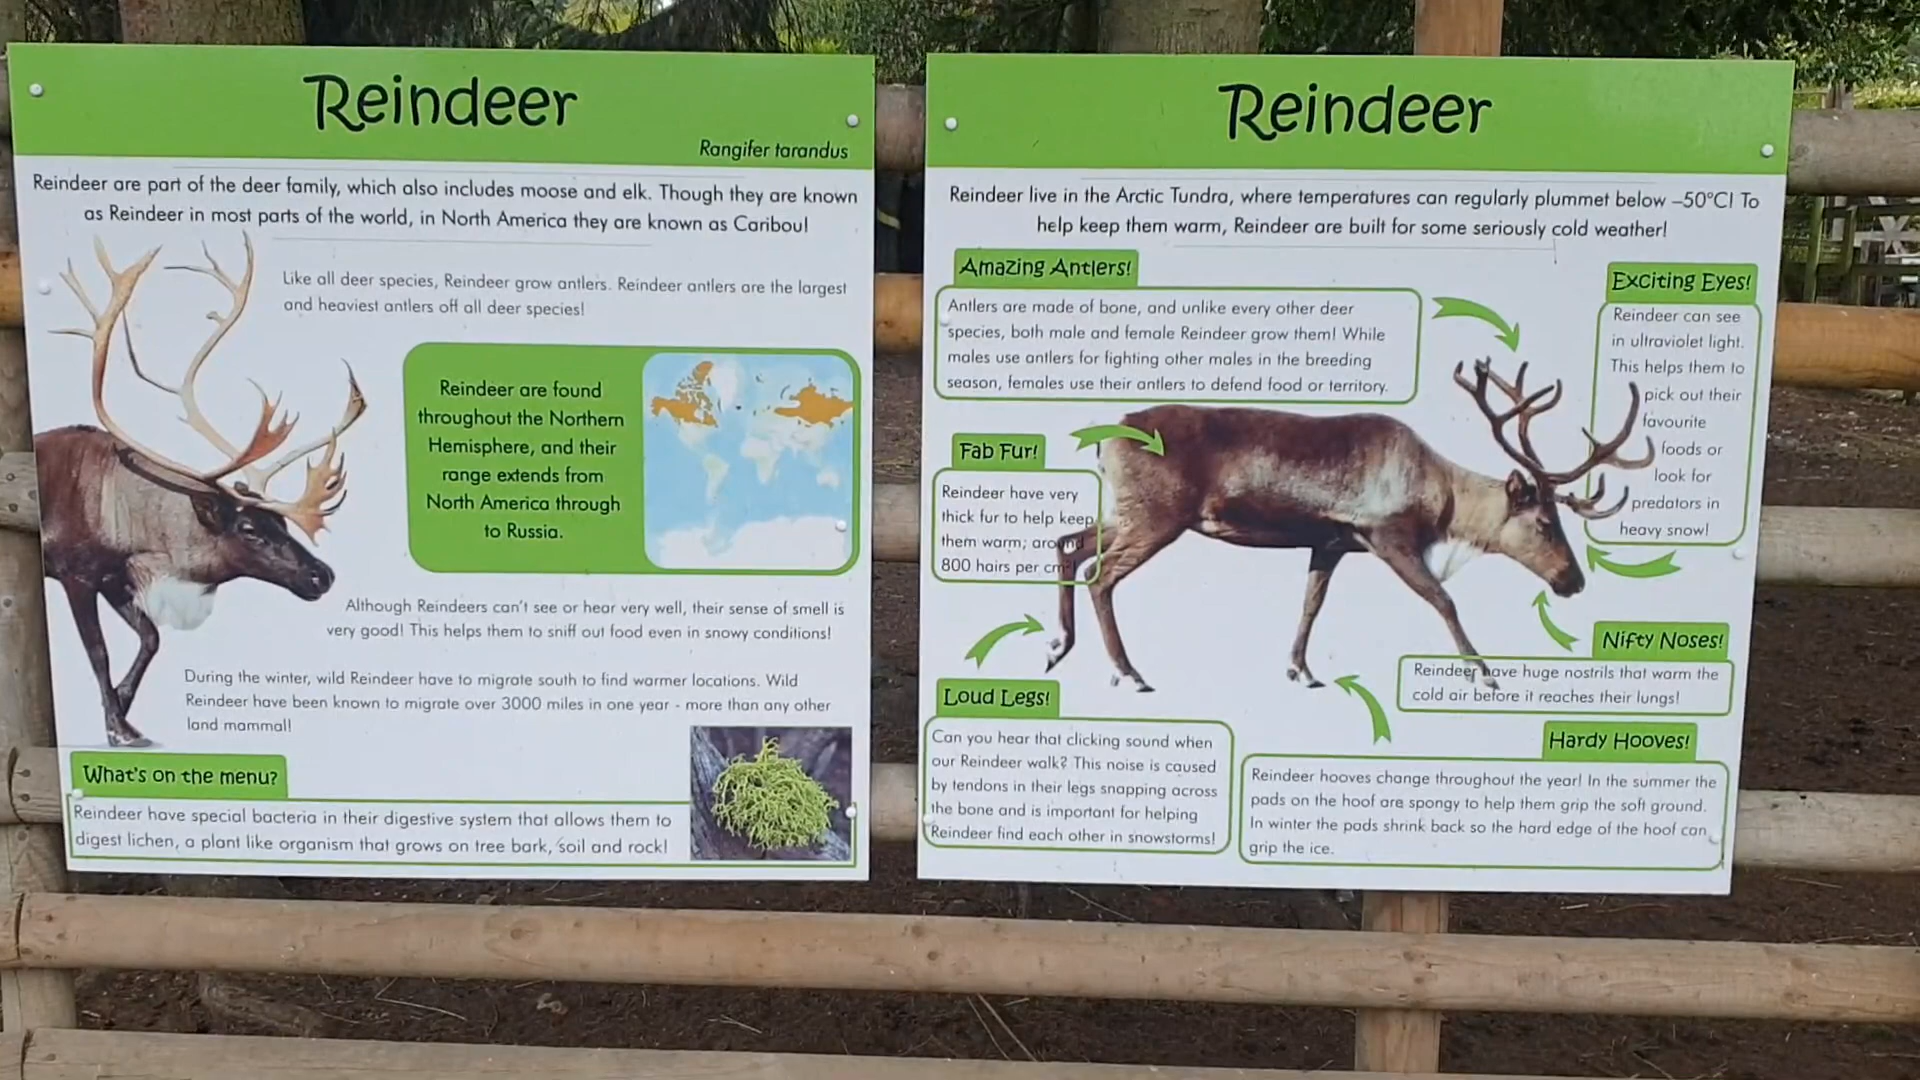 Reindeer
Rangifer tarandus
Reindeer are part of the deer family, which also includes moose and elk. Though they are known
as Reindeer in most parts of the world, in North America they are known as Caribou!
Like all deer species, Reindeer grow antlers. Reindeer antlers are the largest
and heaviest antlers off all deer species!
Reindeer are found
throughout the Northern
Hemisphere, and their
range extends from
North America through
to Russia.
Although Reindeers can't see or hear very well, their sense of smell is
very good! This helps them to sniff out food even in snowy conditions!
During the winter, wild Reindeer have to migrate south to find warmer locations. Wild
Reindeer have been known to migrate over 3000 miles in one year - more than any other
land mammal!
What's on the menu?
Reindeer have special bacteria in their digestive system that allows them to
digest lichen, a plant like organism that grows on tree bark, soil and rock!
Reindeer
Reindeer live in the Arctic Tundra, where temperatures can regularly plummet below –50°C! To
help keep them warm, Reindeer are built for some seriously cold weather!
Amazing Antlers!
Antlers are made of bone, and unlike every other deer
species, both male and female Reindeer grow them! While
males use antlers for fighting other males in the breeding
season, females use their antlers to defend food or territory.
Exciting Eyes!
Reindeer can see
in ultraviolet light.
This helps them to
pick out their
favourite
foods or
look for
predators in
heavy snow!
Fab Fur!
Reindeer have very
thick fur to help keep
them warm; around
800 hairs per cm²!
Nifty Noses!
Reindeer have huge nostrils that warm the
cold air before it reaches their lungs!
Loud Legs!
Can you hear that clicking sound when
our Reindeer walk? This noise is caused
by tendons in their legs snapping across
the bone and is important for helping
Reindeer find each other in snowstorms!
Hardy Hooves!
Reindeer hooves change throughout the year! In the summer the
pads on the hoof are spongy to help them grip the soft ground.
In winter the pads shrink back so the hard edge of the hoof can
grip the ice.